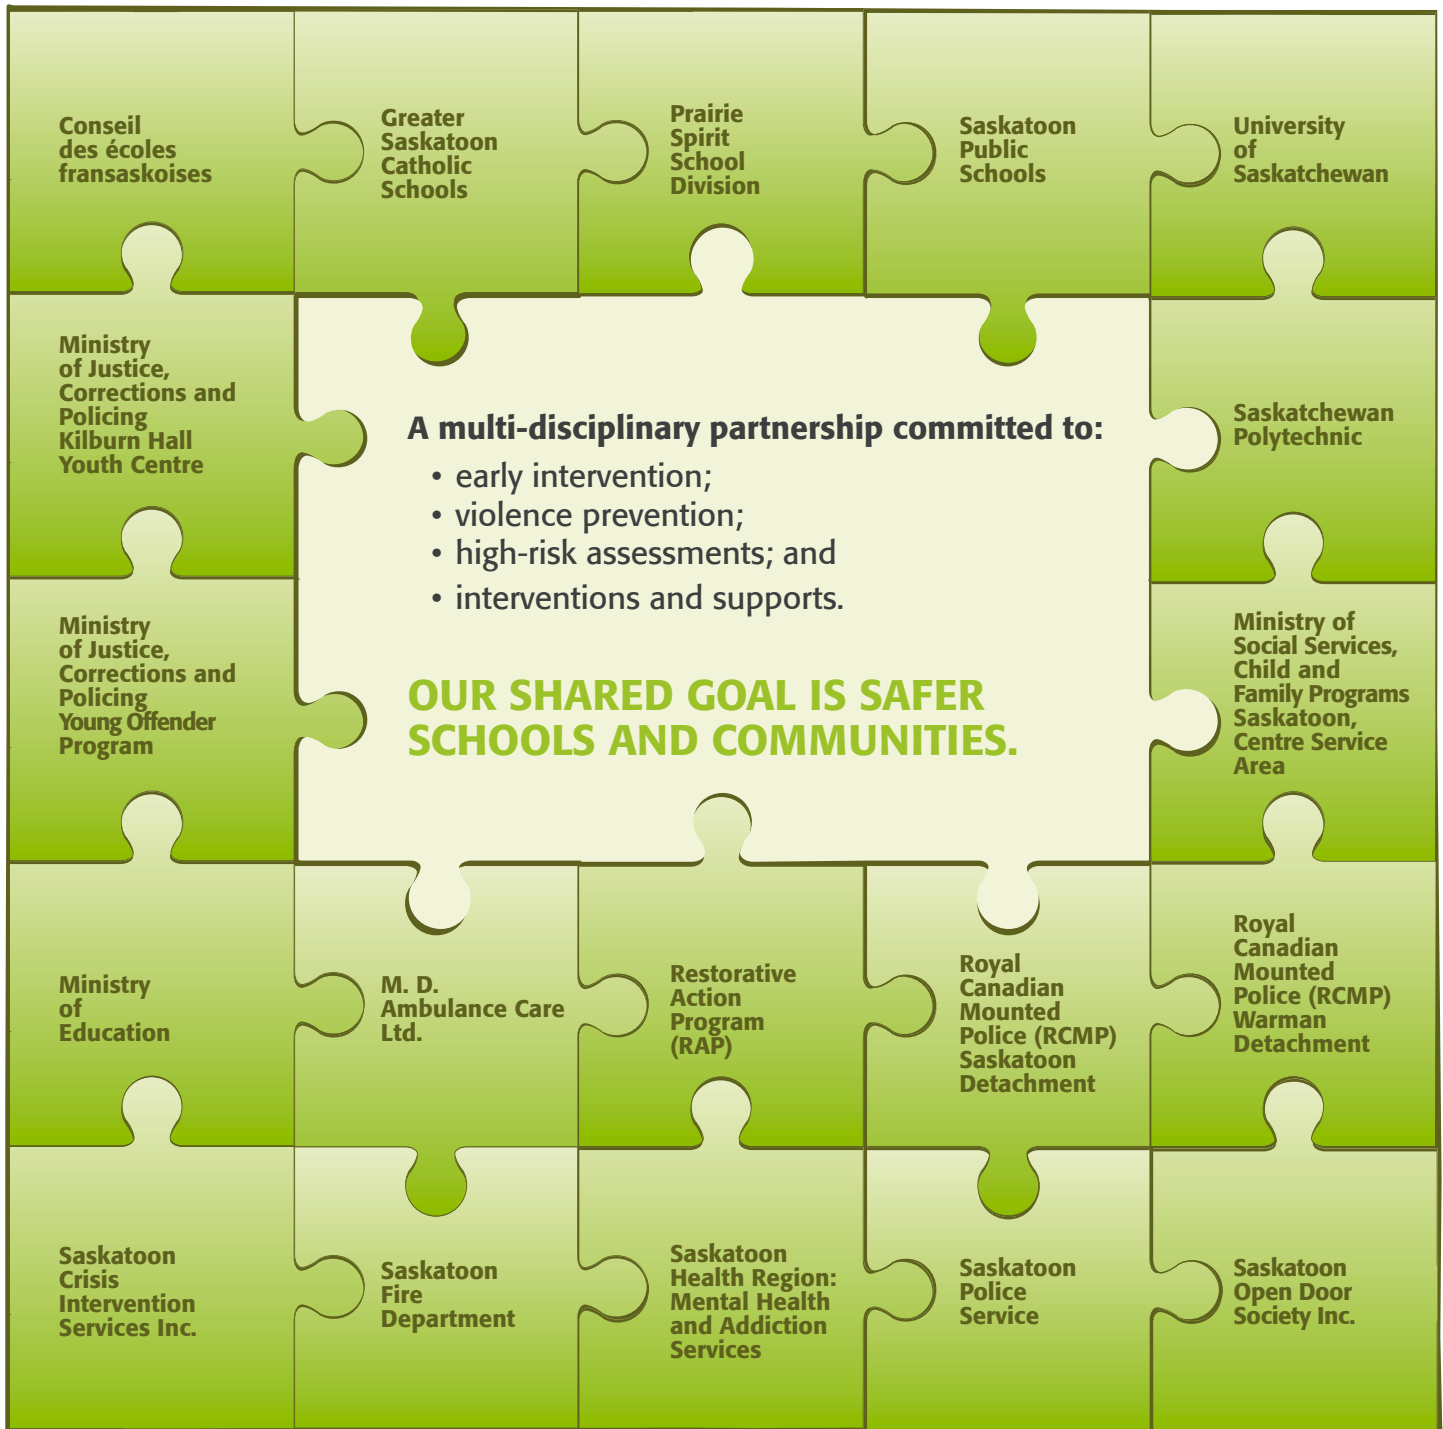 Conseil
des écoles
fransaskoises
Greater
Saskatoon
Catholic
Schools
Prairie
Spirit
School
Division
Saskatoon
Public
Schools
University
of
Saskatchewan
Ministry
of Justice,
Corrections and
Policing
Kilburn Hall
Youth Centre
A multi-disciplinary partnership committed to:
• early intervention;
• violence prevention;
• high-risk assessments; and
• interventions and supports.
OUR SHARED GOAL IS SAFER
SCHOOLS AND COMMUNITIES.
Saskatchewan
Polytechnic
Ministry
of Justice,
Corrections and
Policing
Young Offender
Program
Ministry of
Social Services,
Child and
Family Programs
Saskatoon,
Centre Service
Area
Ministry
of
Education
M. D.
Ambulance Care
Ltd.
Restorative
Action
Program
(RAP)
Royal
Canadian
Mounted
Police (RCMP)
Saskatoon
Detachment
Royal
Canadian
Mounted
Police (RCMP)
Warman
Detachment
Saskatoon
Crisis
Intervention
Services Inc.
Saskatoon
Fire
Department
Saskatoon
Health Region:
Mental Health
and Addiction
Services
Saskatoon
Police
Service
Saskatoon
Open Door
Society Inc.